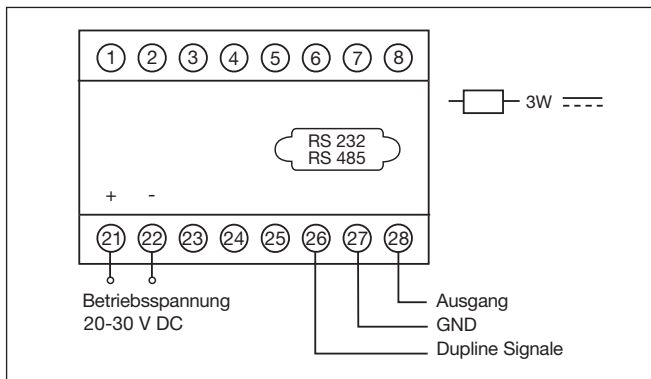 1 2 3 4 5 6 7 8
3W
RS 232
RS 485
+ -
21 22 23 24 25 26 27 28
Betriebsspannung
20-30 V DC
Ausgang
GND
Dupline Signale